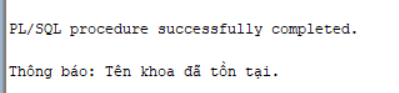 PL/SQL procedure successfully completed.
Thông báo: Tên khoa đã tồn tại.